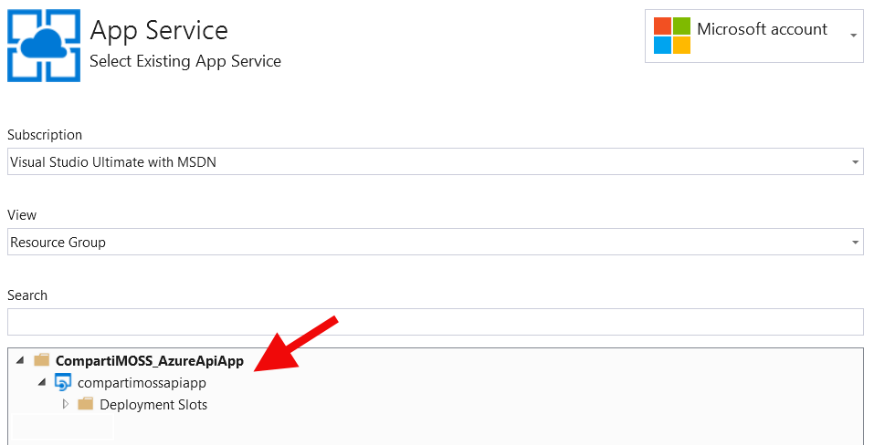 App Service
Select Existing App Service
Microsoft account
Subscription
Visual Studio Ultimate with MSDN
View
Resource Group
Search
CompartiMOSS_AzureApiApp
compartimossapiapp
Deployment Slots